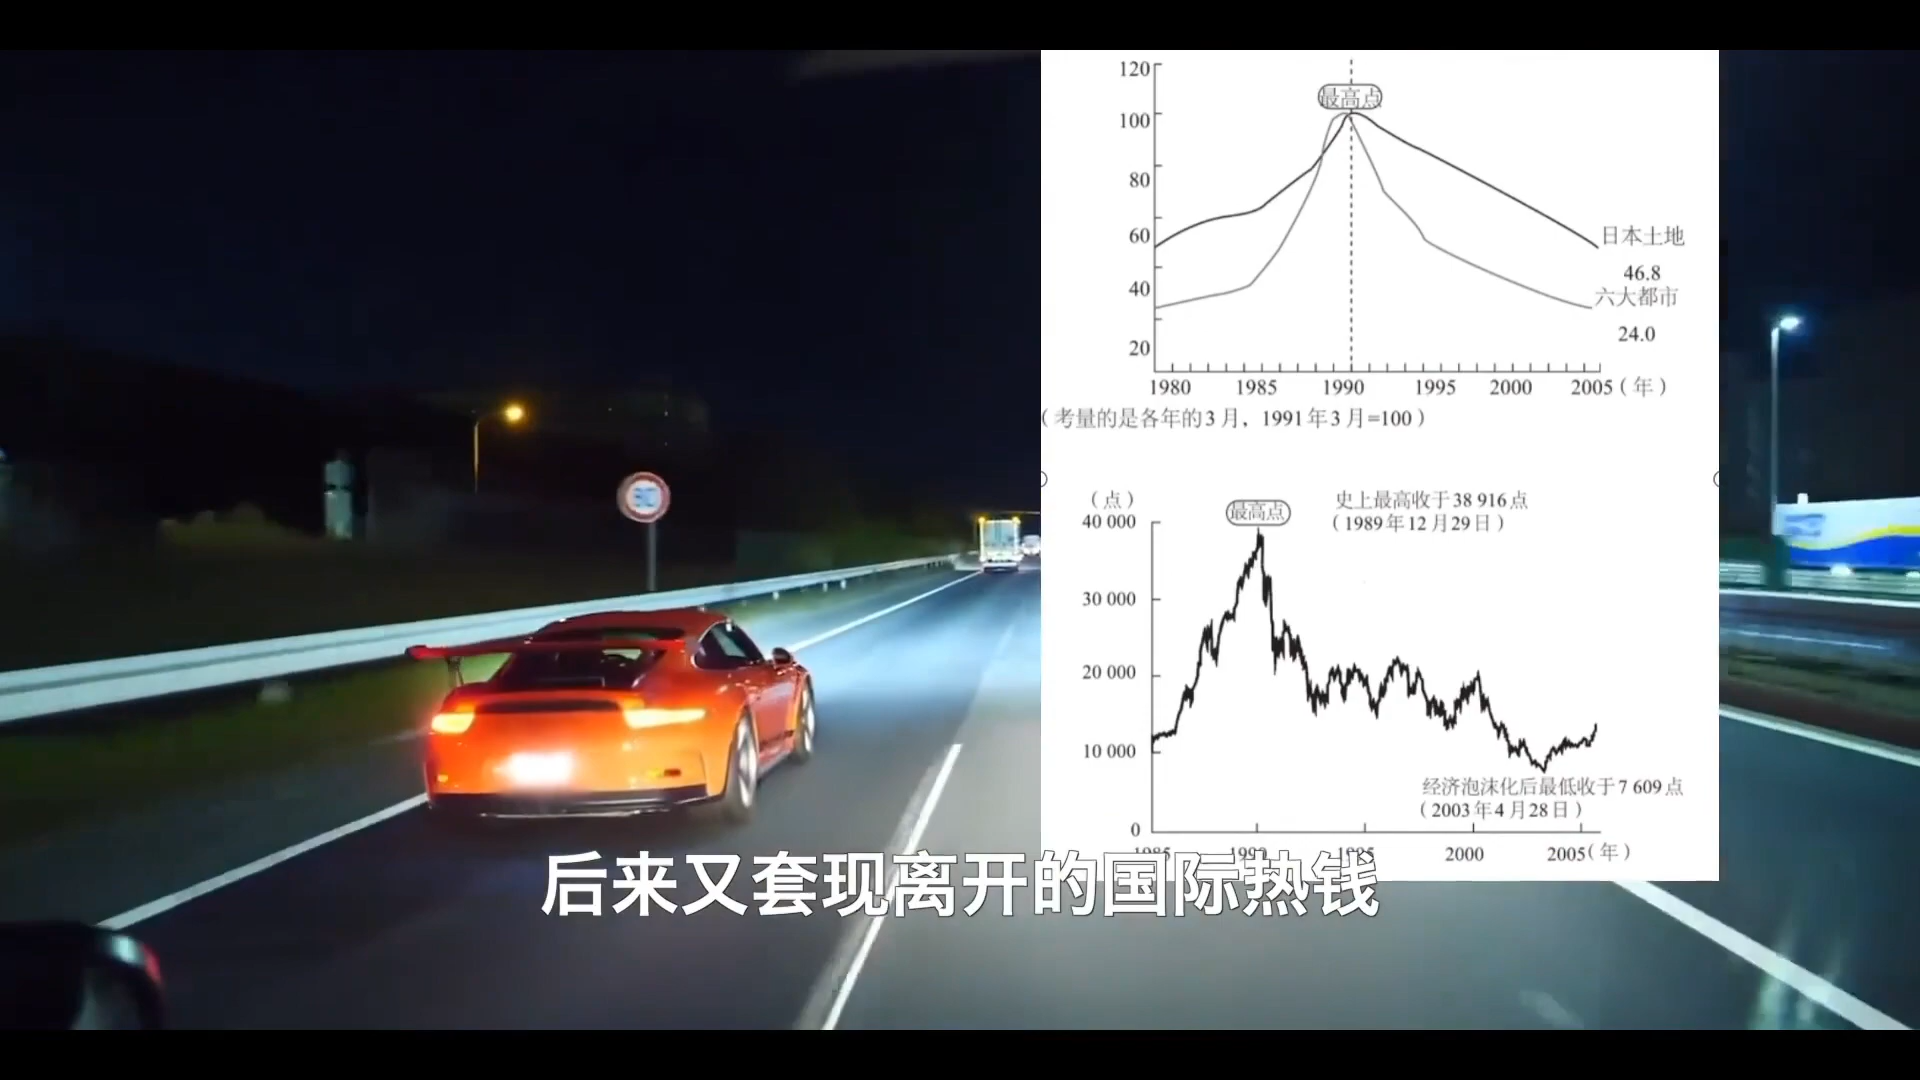 120
最高点
100
80
60
日本土地
46.8
40
六大都市
24.0
20
1980 1985 1990 1995 2000 2005(年)
(考量的是各年的3月，1991年3月=100)
(点)
最高点
史上最高收于38 916点
(1989年12月29日)
40 000
30 000
20 000
10 000
经济泡沫化后最低收于7 609点
(2003年4月28日)
0
2000 2005(年)
后来又套现离开的国际热钱